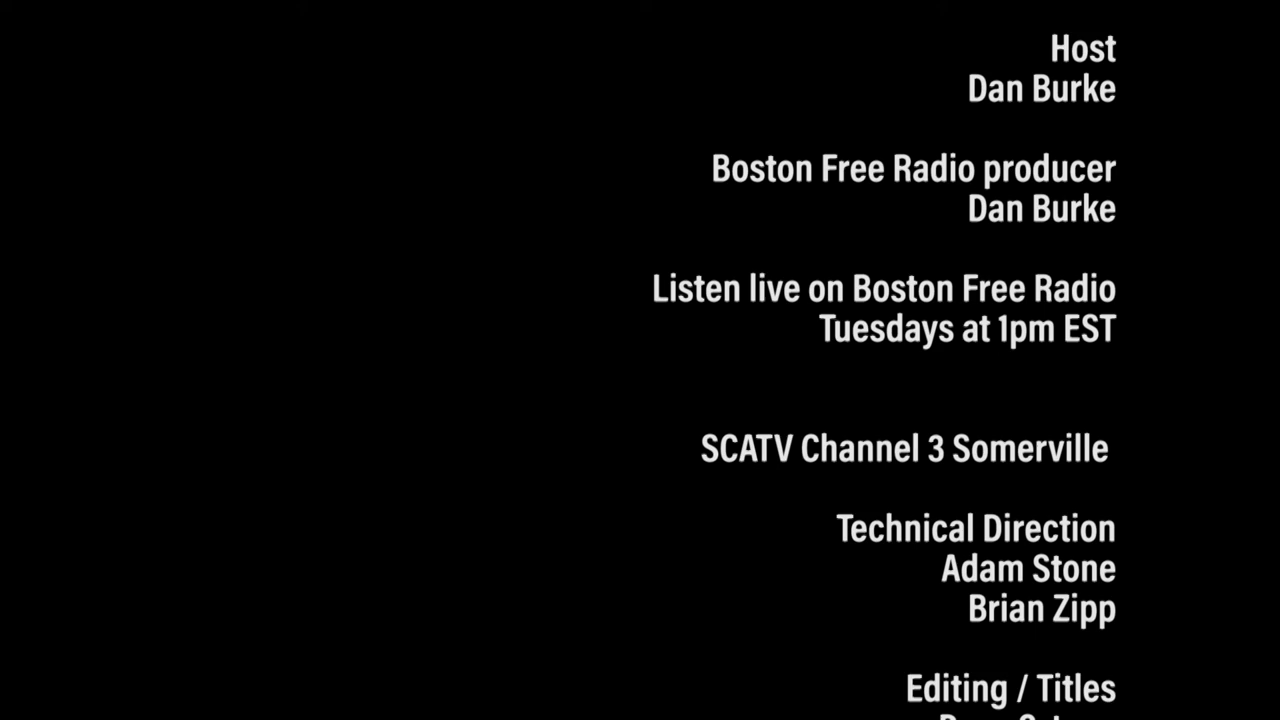 Host
Dan Burke
Boston Free Radio producer
Dan Burke
Listen live on Boston Free Radio
Tuesdays at 1pm EST
SCATV Channel 3 Somerville
Technical Direction
Adam Stone
Brian Zipp
Editing / Titles